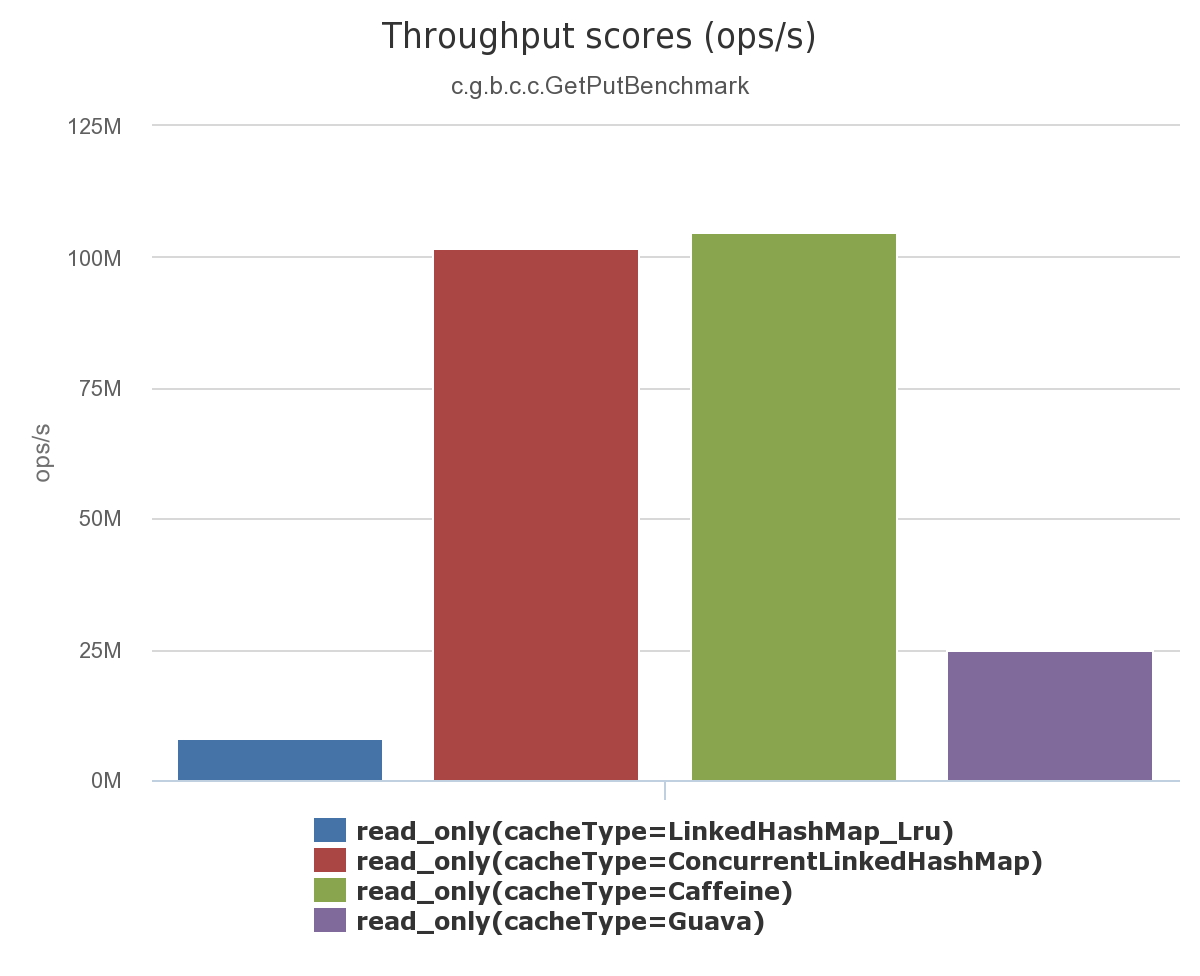 Throughput scores (ops/s)
c.g.b.c.c.GetPutBenchmark
125M
100M
75M
50M
25M
0M
ops/s
read_only(cacheType=LinkedHashMap_Lru)
read_only(cacheType=ConcurrentLinkedHashMap)
read_only(cacheType=Caffeine)
read_only(cacheType=Guava)